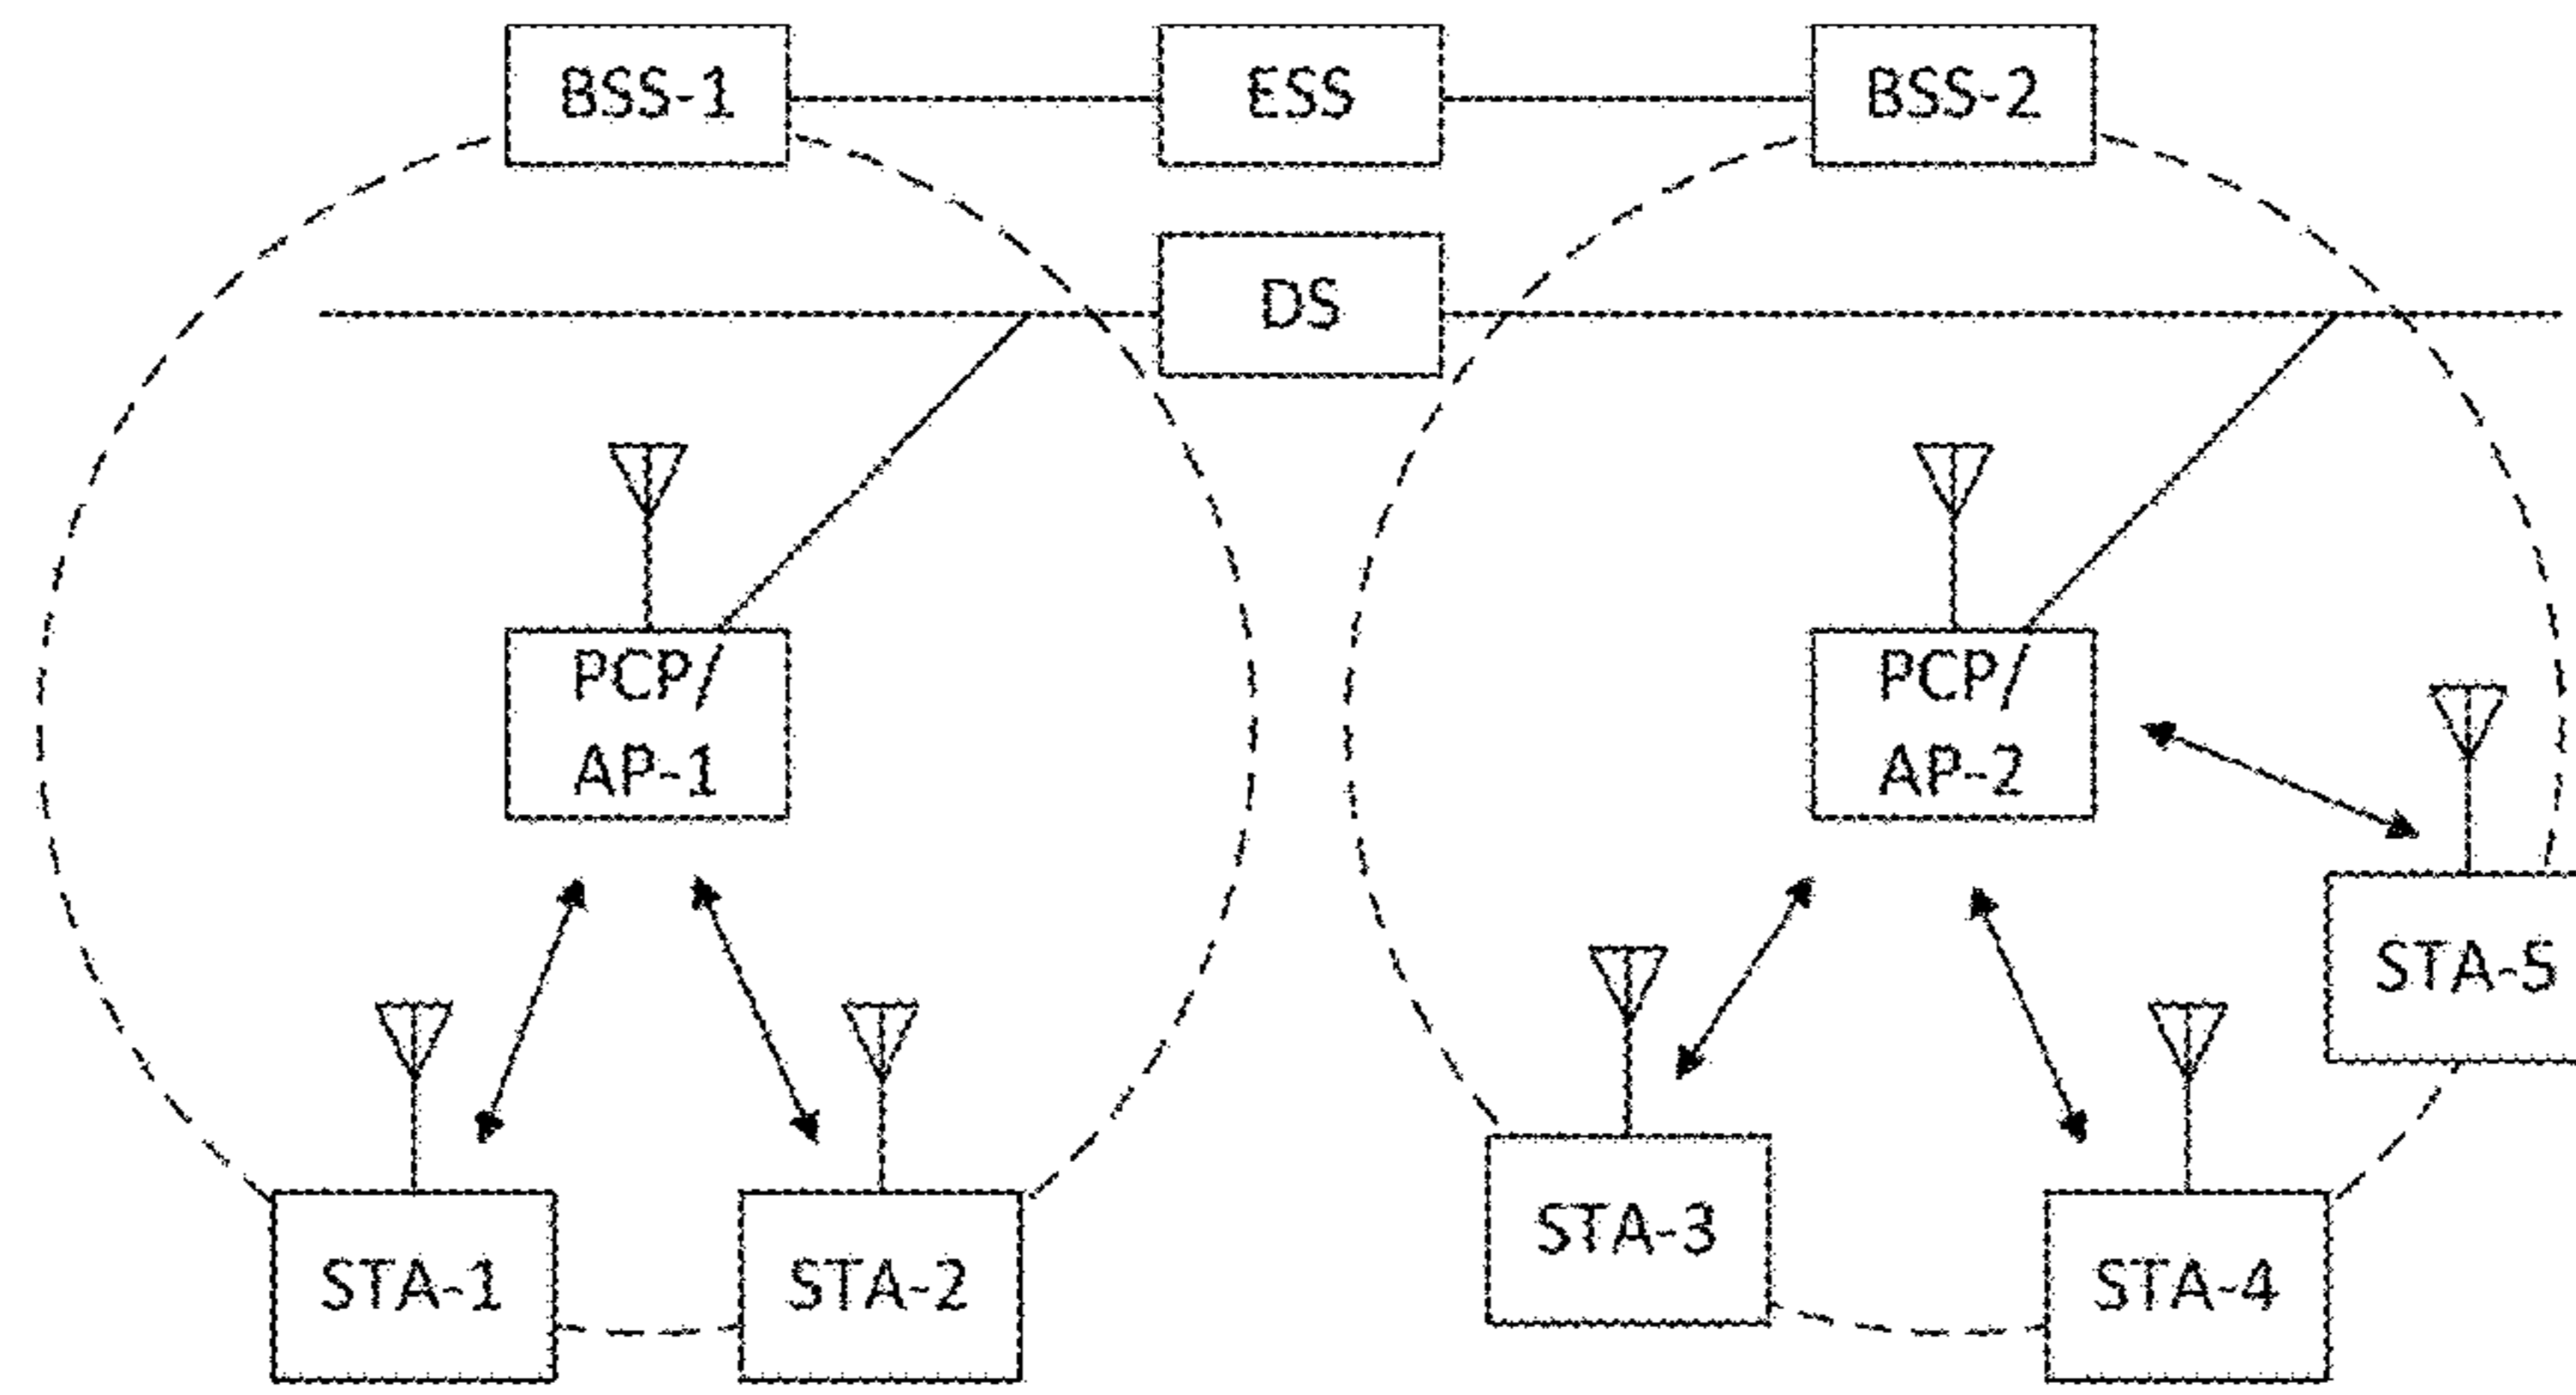 BSS-1
ESS
BSS-2
DS
PCP/
AP-1
PCP/
AP-2
STA-1
STA-2
STA-3
STA-4
STA-5